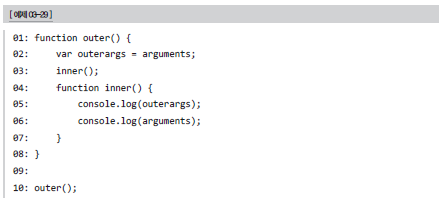 [예제 03-29]
01: function outer() {
02:     var outerargs = arguments;
03:     inner();
04:     function inner() {
05:         console.log(outerargs);
06:         console.log(arguments);
07:     }
08: }
09:
10: outer();